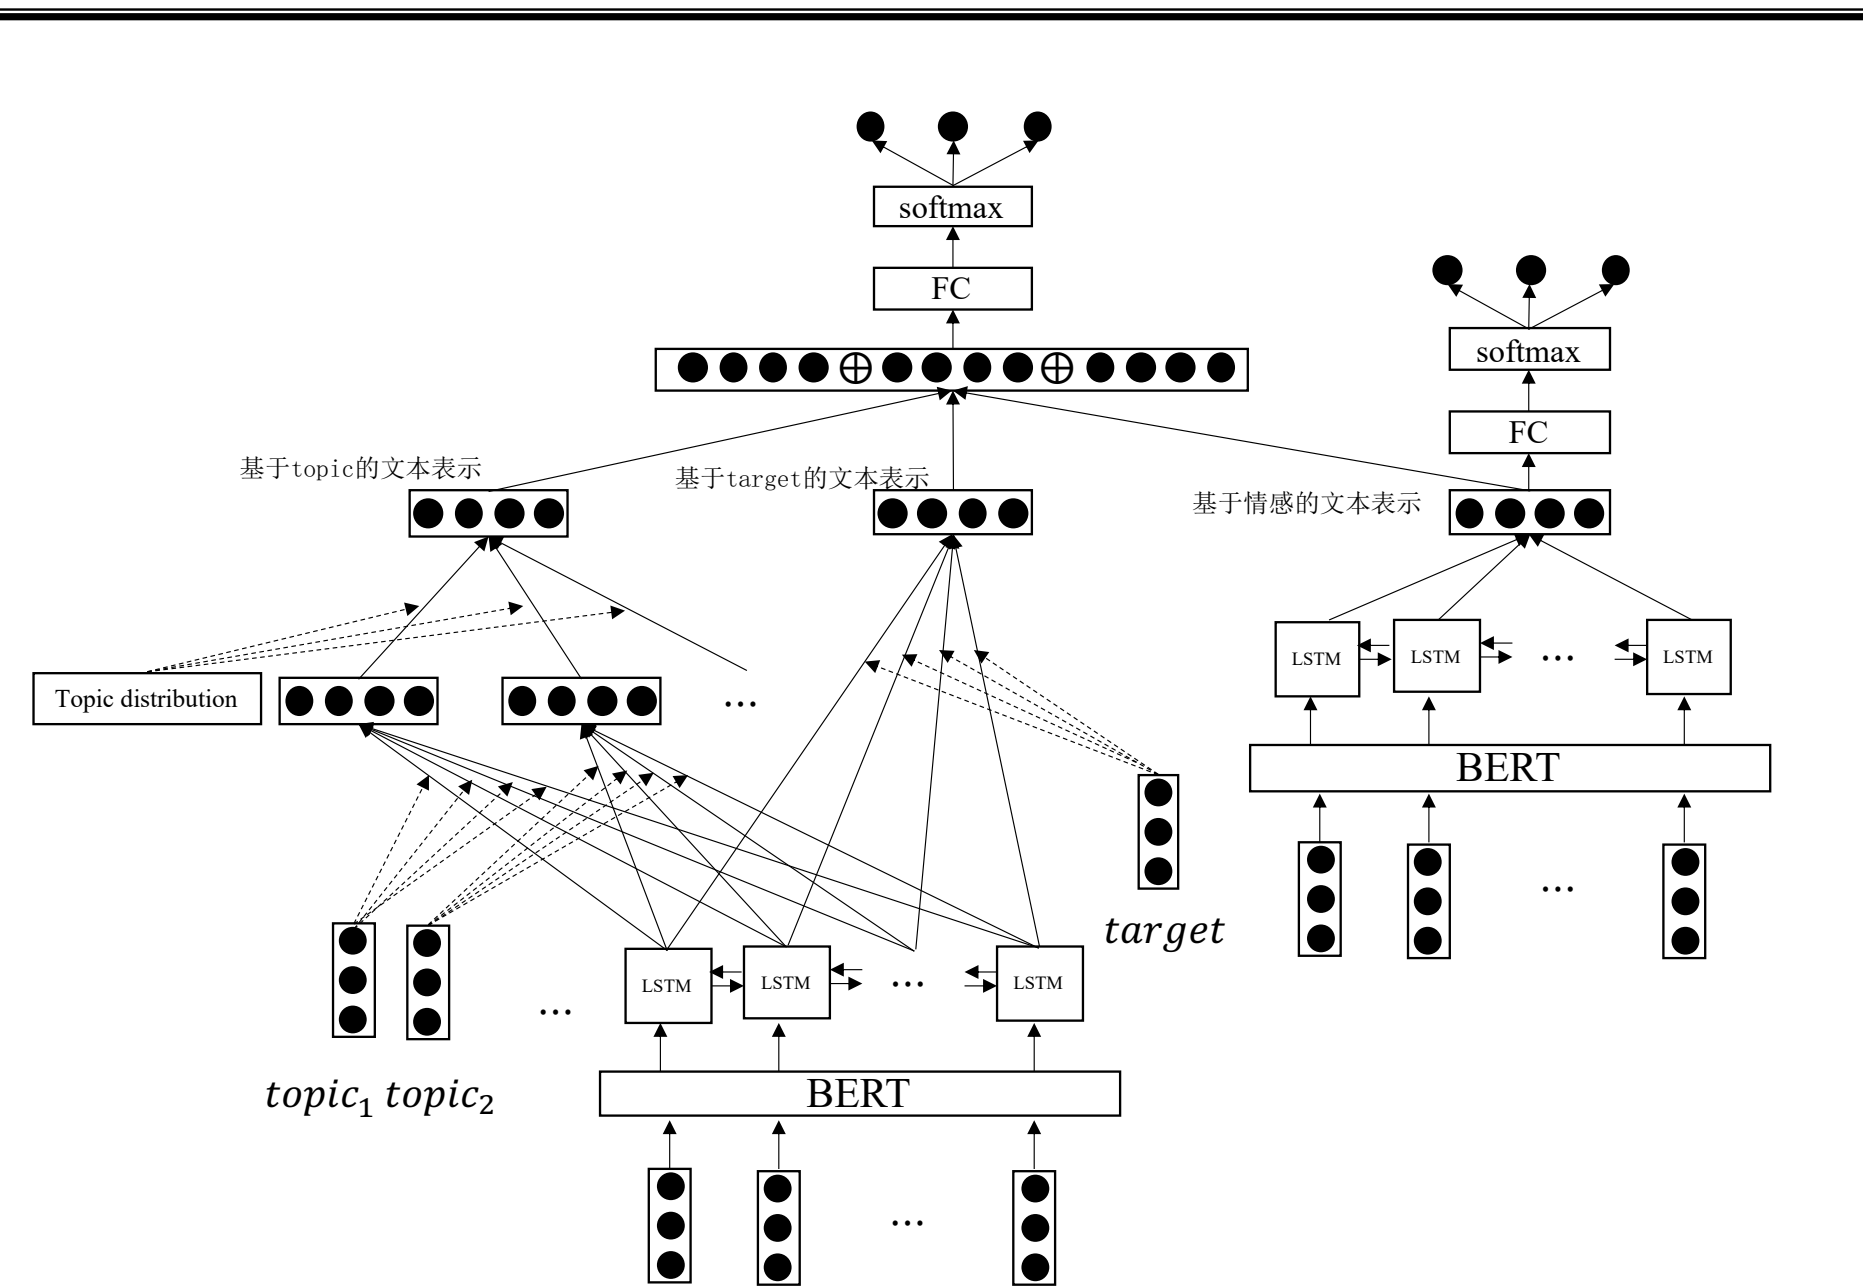 softmax
FC
softmax
FC
基于topic的文本表示
基于target的文本表示
基于情感的文本表示
LSTM
LSTM
...
LSTM
Topic distribution
...
BERT
...
target
LSTM
LSTM
...
LSTM
...
topic₁ topic₂
BERT
...